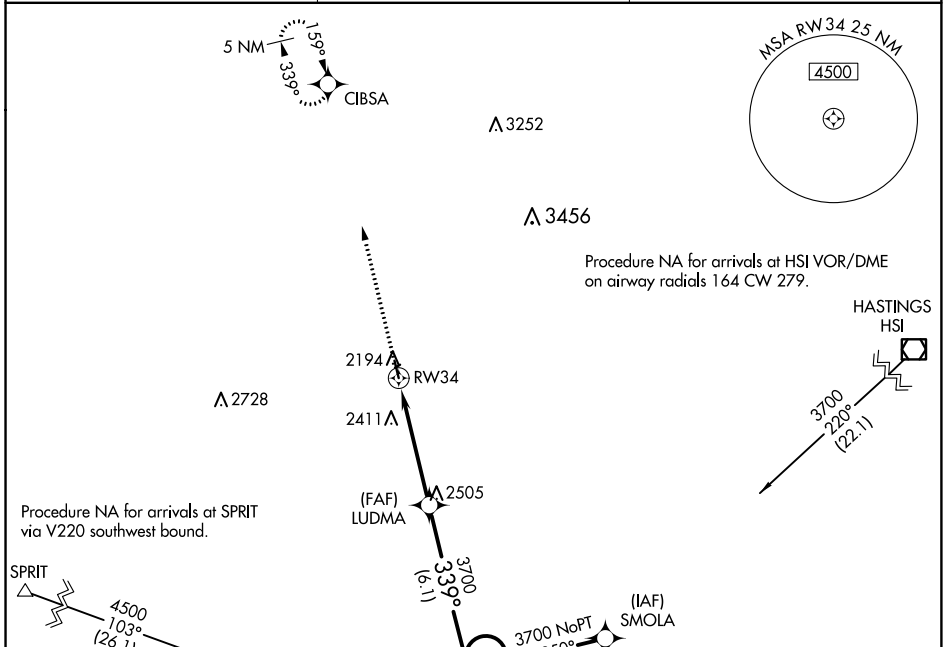 5 NM
159°
339°
CIBSA
MSA RW34 25 NM
4500
3252
3456
Procedure NA for arrivals at HSI VOR/DME
on airway radials 164 CW 279.
HASTINGS
HSI
3700
220°
(22.1)
2194
RW34
2728
2411
2505
(FAF)
LUDMA
Procedure NA for arrivals at SPRIT
via V220 southwest bound.
SPRIT
4500
103°
(26.1)
3700
339°
(6.1)
(IAF)
SMOLA
3700 NoPT